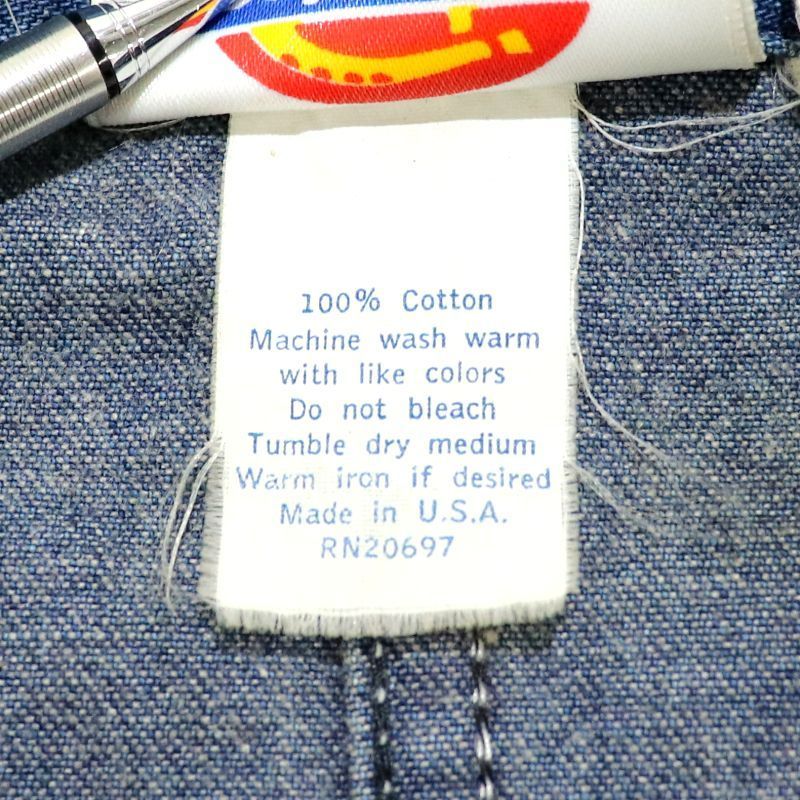 100% Cotton
Machine wash warm
with like colors
Do not bleach
Tumble dry medium
Warm iron if desired
Made in U.S.A.
RN20697